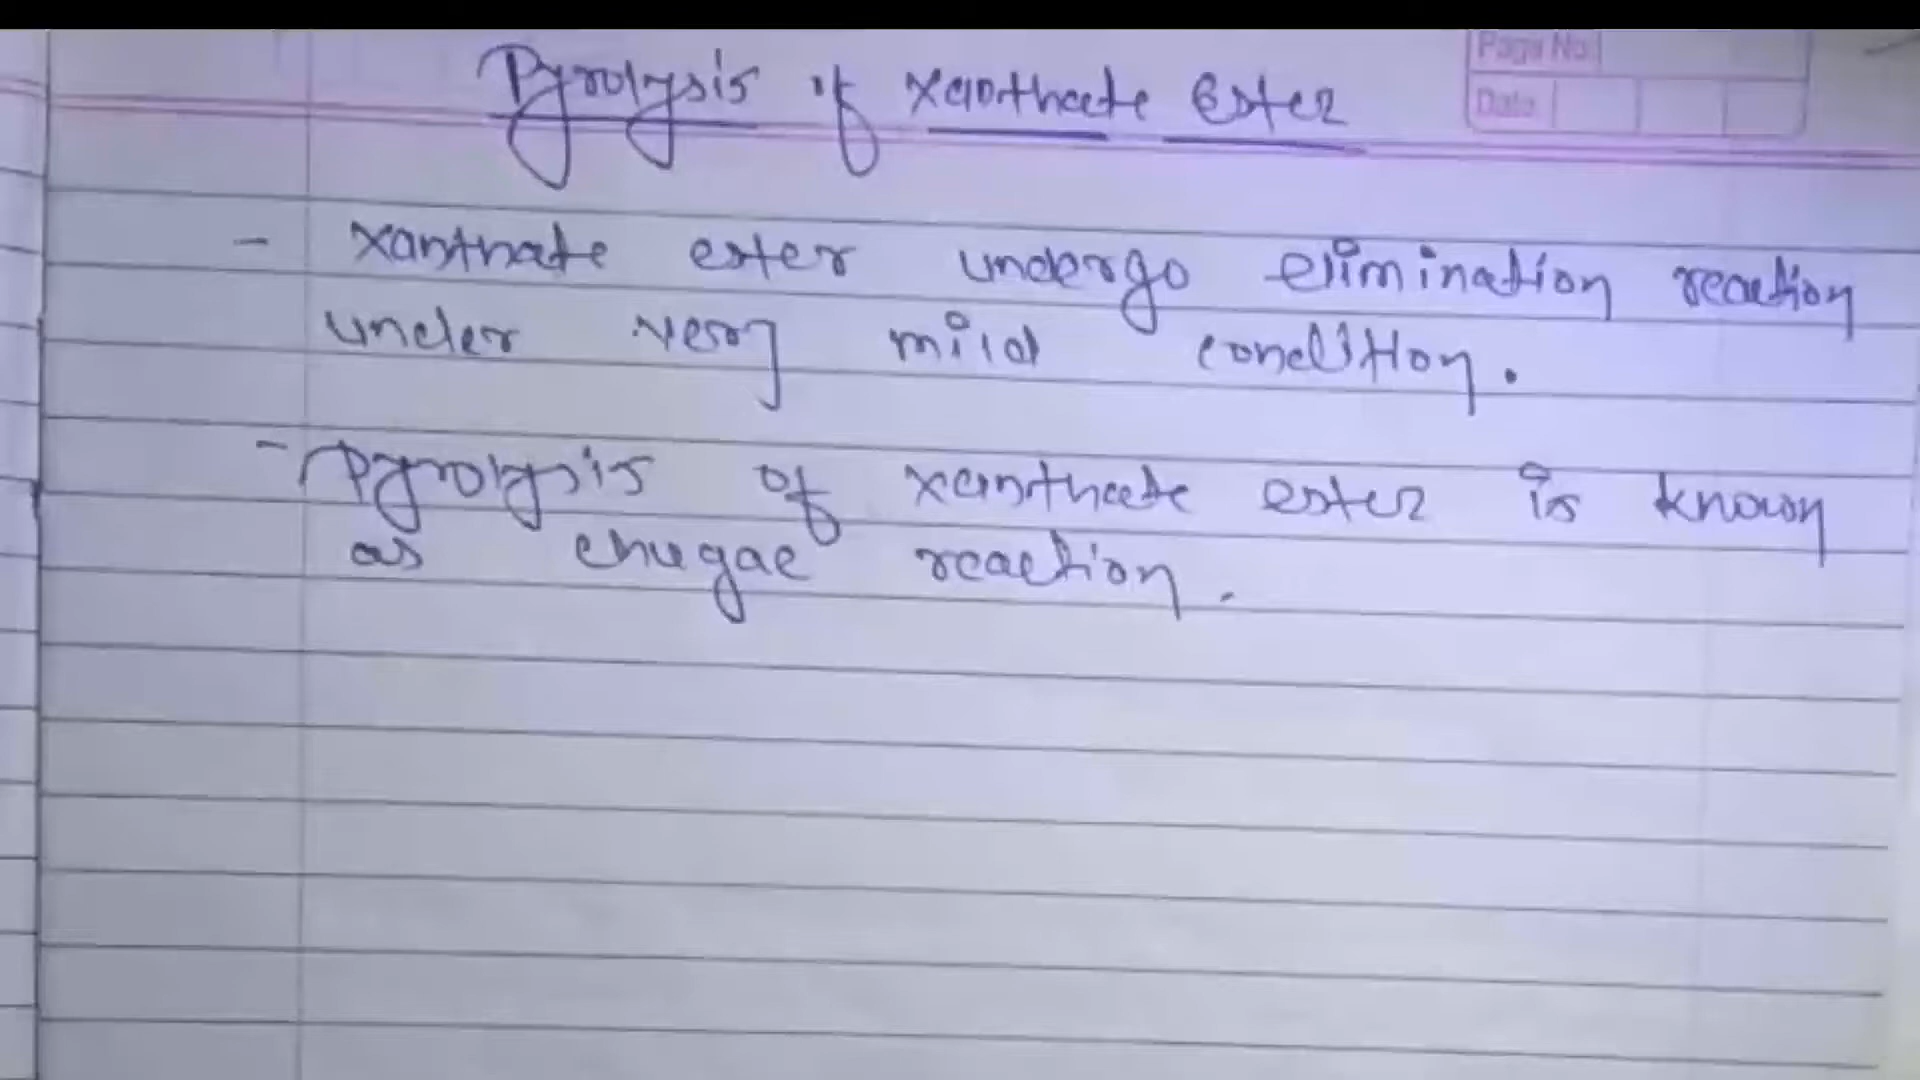 Page No.
Date
Pyrolysis of xanthate Ester
- xanthate ester undergo elimination reaction
under very mild condition.
- Pyrolysis of xanthate ester is known
as chugae reaction.